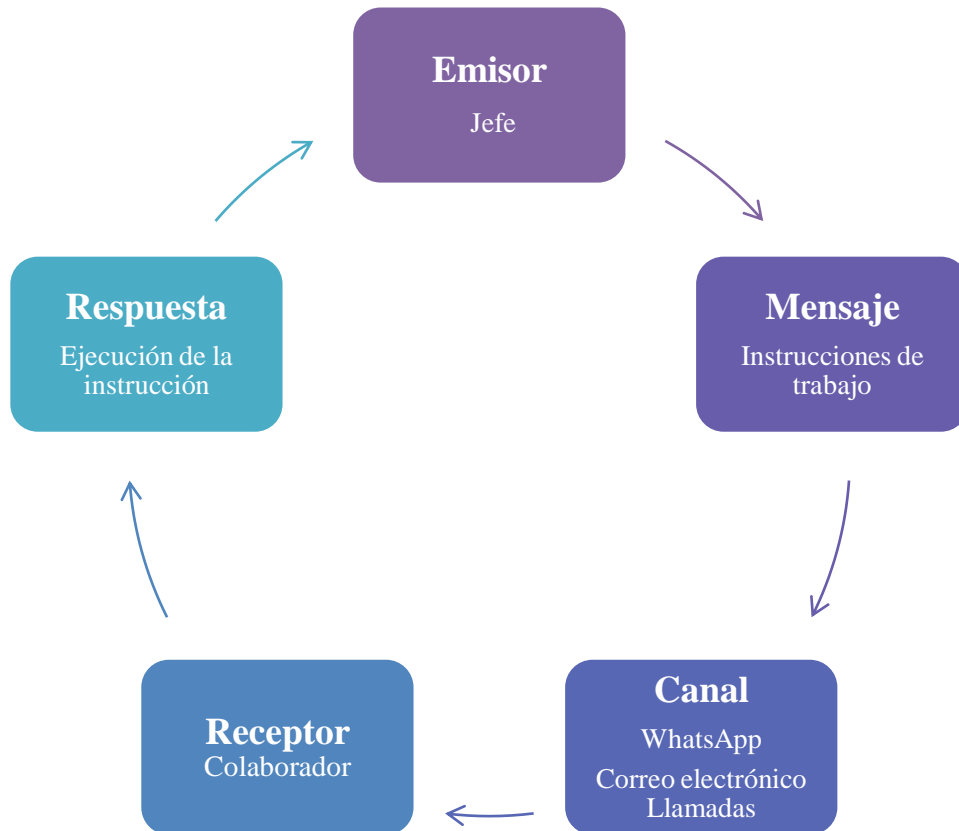 Emisor
Jefe
Mensaje
Instrucciones de
trabajo
Canal
WhatsApp
Correo electrónico
Llamadas
Receptor
Colaborador
Respuesta
Ejecución de la
instrucción